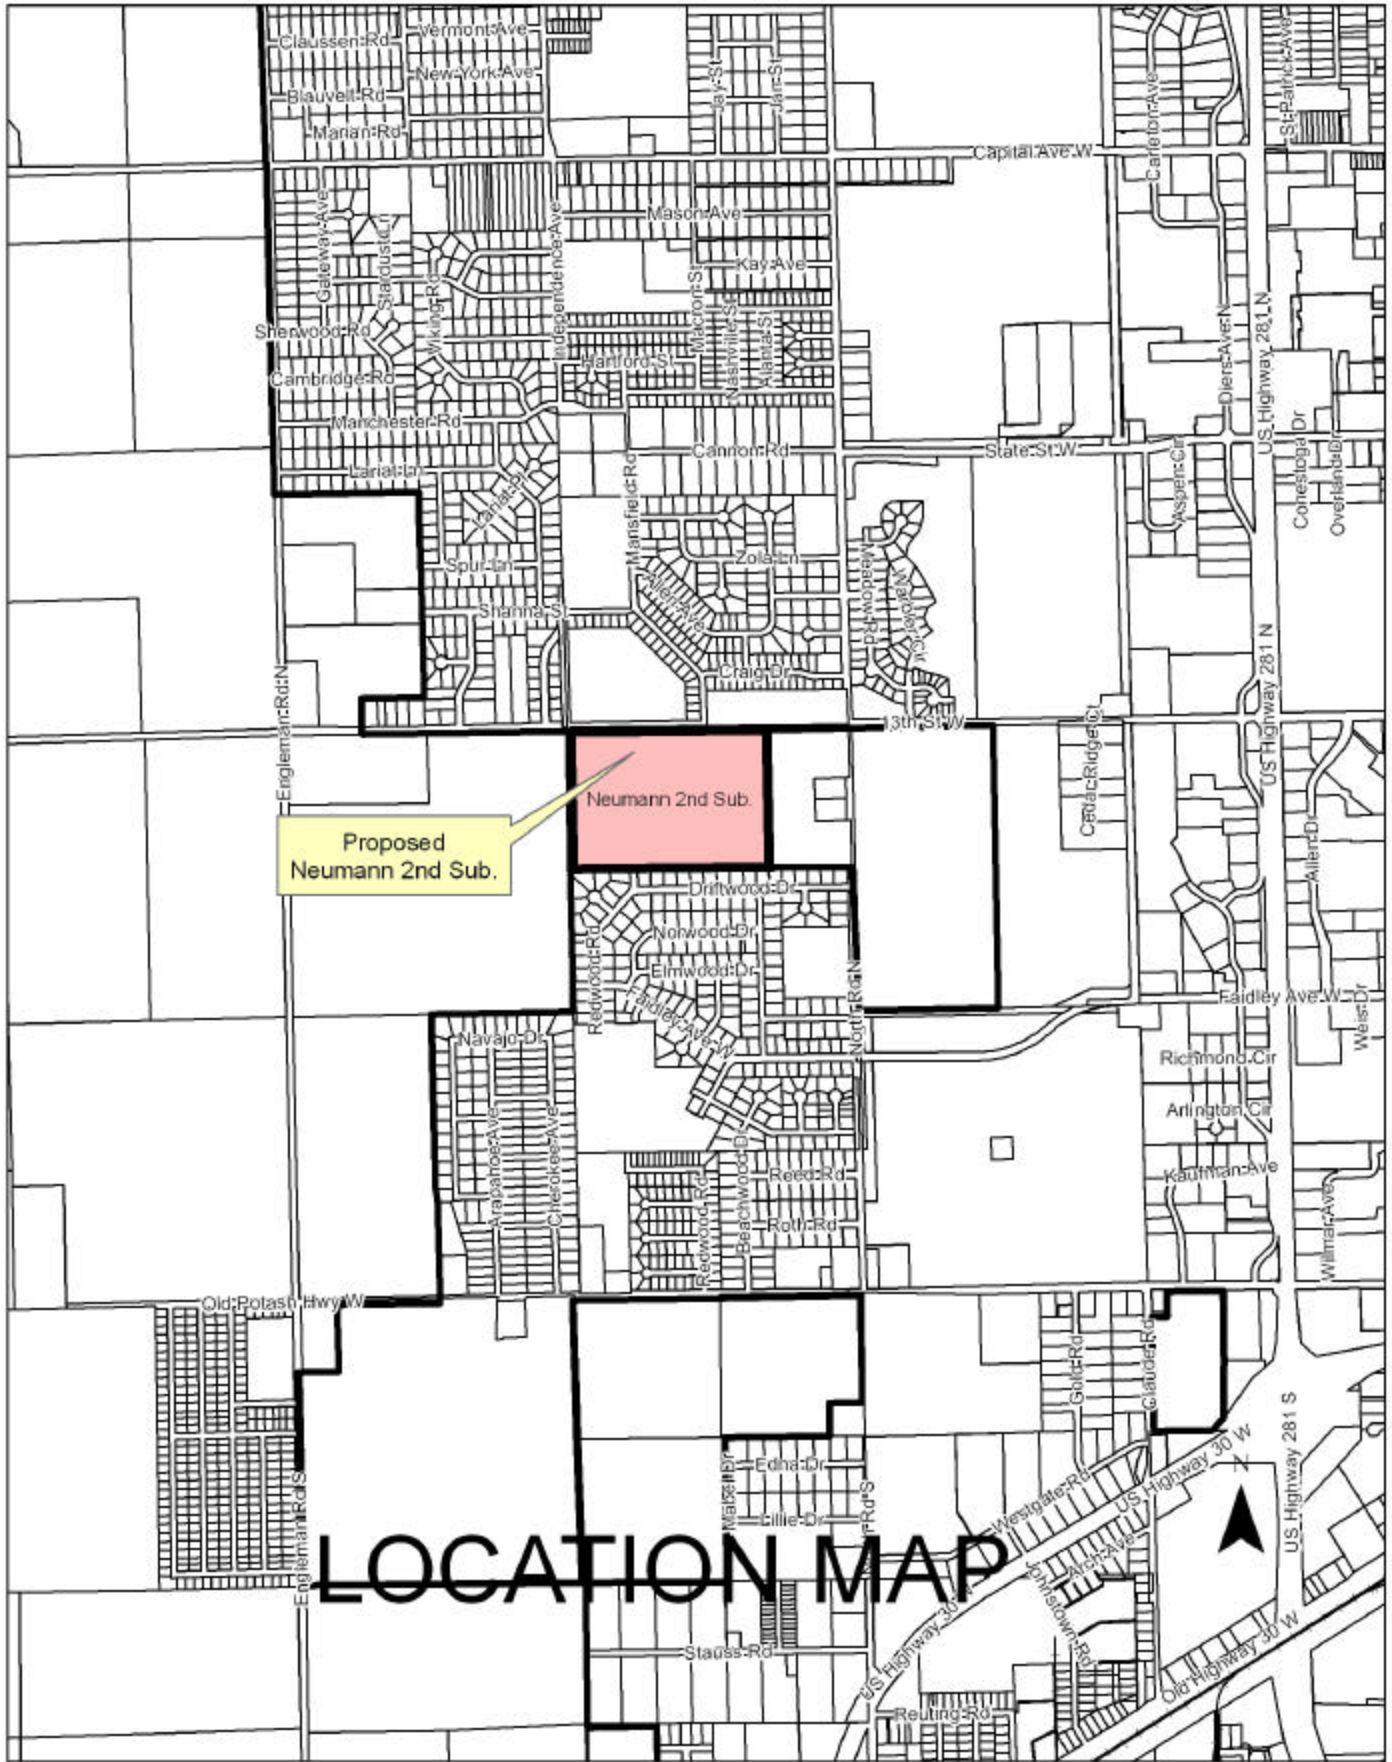 Claussen Rd
Vermont Ave
New York Ave
Blauvelt Rd
Marian Rd
Jay St
Jan St
Carleton Ave
St Patrick Ave
Capital Ave W
Gateway Ave
Stardust Ln
Viking Rd
Independence Ave
Mason Ave
Kay Ave
Macron St
Nashville St
Atlanta St
Sherwood Rd
Hartford St
Cambridge Rd
Manchester Rd
Diers Ave N
US Highway 281 N
Lariat Ln
Lariat Pl
Mansfield Rd
Cannon Rd
State St W
Aspen Cir
Conestoga Dr
Overland Dr
Spur Ln
Zola Ln
Allen Ave
Meadow Rd
Shanna St
Craig Dr
Engleman Rd N
13th St W
US Highway 281 N
Cedar Ridge Ct
Neumann 2nd Sub.
Proposed
Neumann 2nd Sub.
Allen Dr
Driftwood Dr
Norwood Dr
Redwood Rd
Elmwood Dr
Faidley Ave W
North Rd N
Faidley Ave W
Weis Dr
Navajo Dr
Richmond Cir
Arlington Cir
Arapahoe Ave
Cherokee Ave
Beachwood Dr
Redwood Rd
Reed Rd
Roth Rd
Kaufman Ave
Willmar Ave
Old Potash Hwy W
Gold Rd
Claude Rd
Engleman Rd S
Mabel Dr
Edna Dr
Lillie Dr
Rd S
Westgate Rd
US Highway 30 W
US Highway 281 S
N
Arch Ave
Johnstown Rd
LOCATION MAP
US Highway 30 W
Stauss Rd
Old Highway 30 W
Reuting Rd